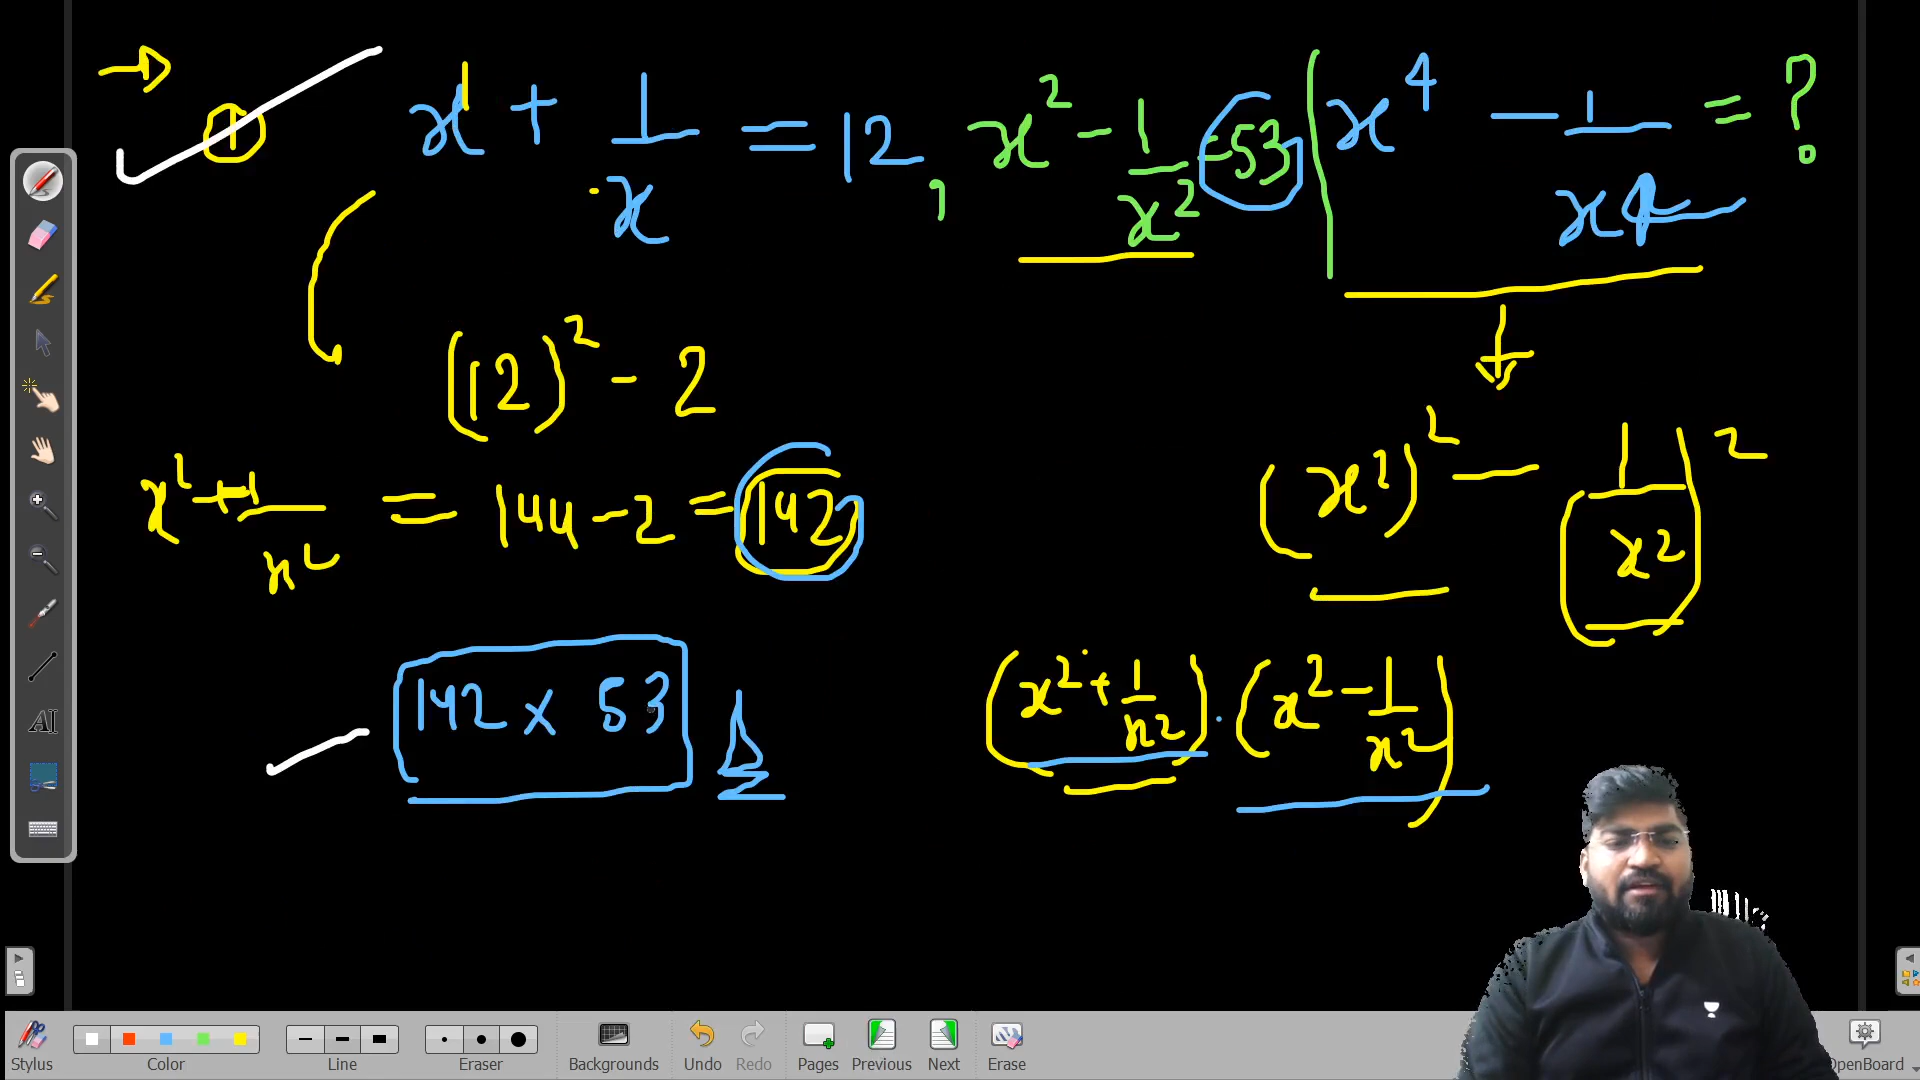 ① x + 1/x = 12, x² - 1/x² = 53 | x⁴ - 1/x⁴ = ?
(12)² - 2
x² + 1/x² = 144 - 2 = 142
(x²)² - (1/x²)²
142 x 53
(x² + 1/x²) · (x² - 1/x²)
AI
Stylus
Color
Line
Eraser
Backgrounds
Undo
Redo
Pages
Previous
Next
Erase
OpenBoard